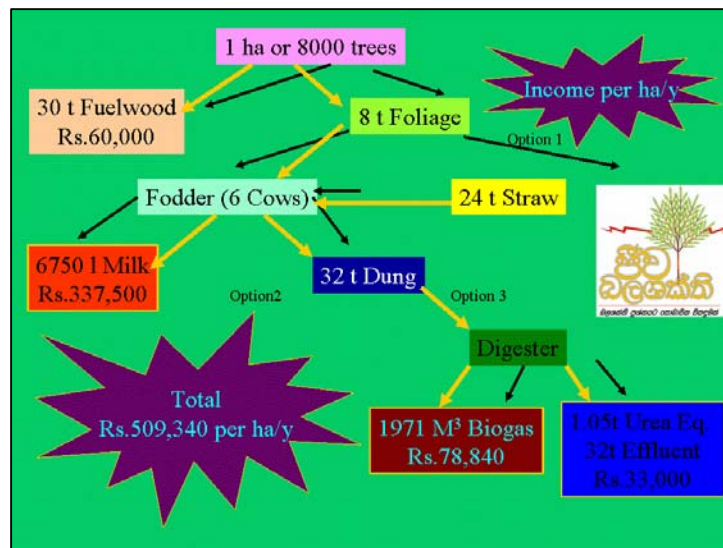 1 ha or 8000 trees
Income per ha/y
30 t Fuelwood
Rs.60,000
8 t Foliage
Option 1
Fodder (6 Cows)
24 t Straw
ජීව
බලශක්ති
6750 l Milk
Rs.337,500
32 t Dung
Option2
Option 3
Digester
Total
Rs.509,340 per ha/y
1971 M³ Biogas
Rs.78,840
1.05t Urea Eq.
32t Effluent
Rs.33,000